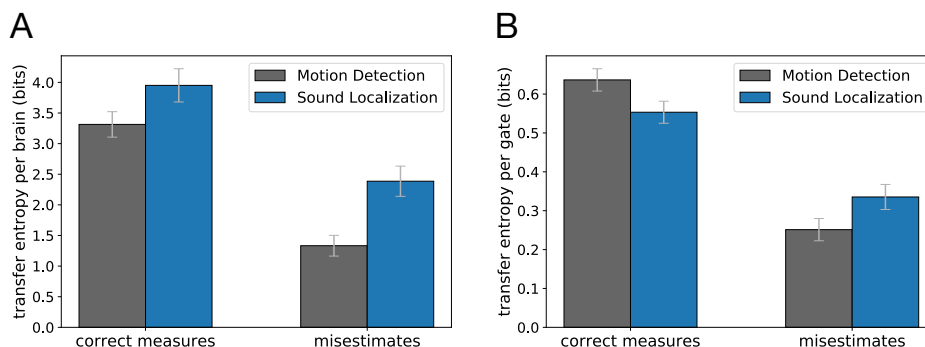 A
transfer entropy per brain (bits)
4.0
3.5
3.0
2.5
2.0
1.5
1.0
0.5
0.0
Motion Detection
Sound Localization
correct measures
misestimates
B
transfer entropy per gate (bits)
0.6
0.5
0.4
0.3
0.2
0.1
0.0
Motion Detection
Sound Localization
correct measures
misestimates